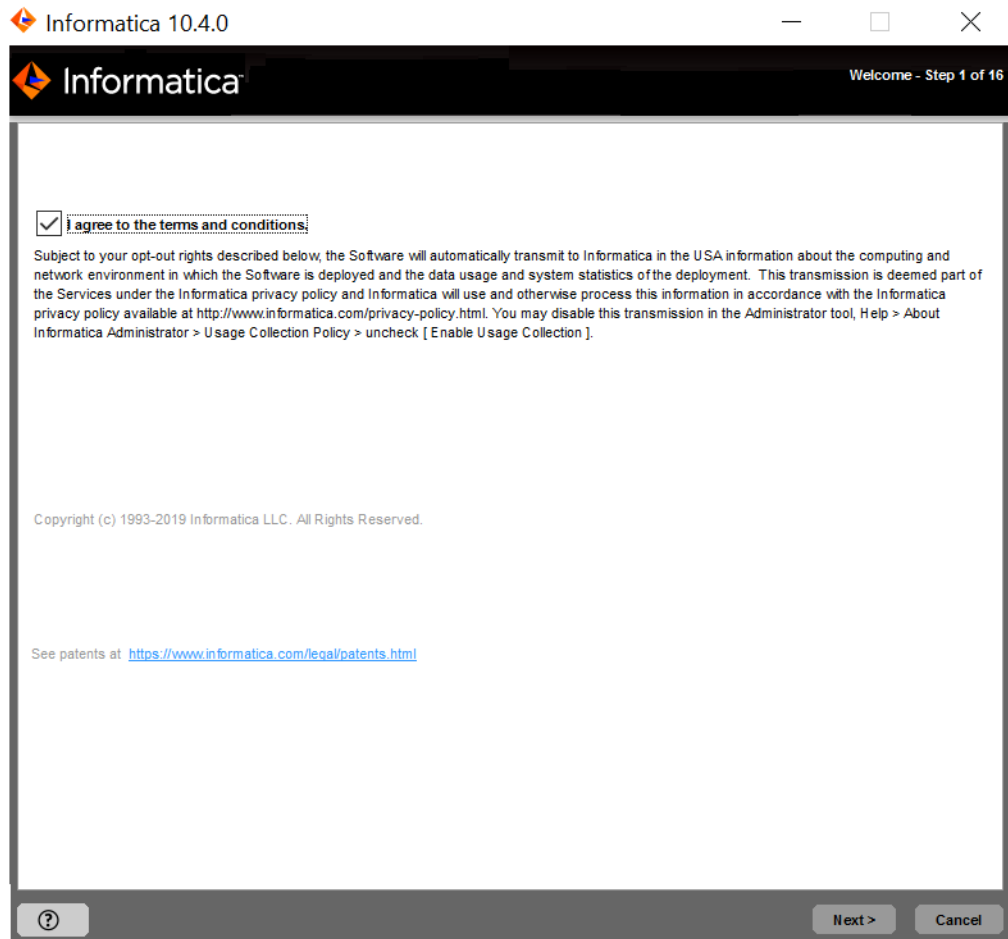 Informatica 10.4.0
Informatica
Welcome - Step 1 of 16
I agree to the terms and conditions.
Subject to your opt-out rights described below, the Software will automatically transmit to Informatica in the USA information about the computing and
network environment in which the Software is deployed and the data usage and system statistics of the deployment. This transmission is deemed part of
the Services under the Informatica privacy policy and Informatica will use and otherwise process this information in accordance with the Informatica
privacy policy available at http://www.informatica.com/privacy-policy.html. You may disable this transmission in the Administrator tool, Help > About
Informatica Administrator > Usage Collection Policy > uncheck [ Enable Usage Collection ].
Copyright (c) 1993-2019 Informatica LLC. All Rights Reserved.
See patents at https://www.informatica.com/legal/patents.html
?
Next >
Cancel